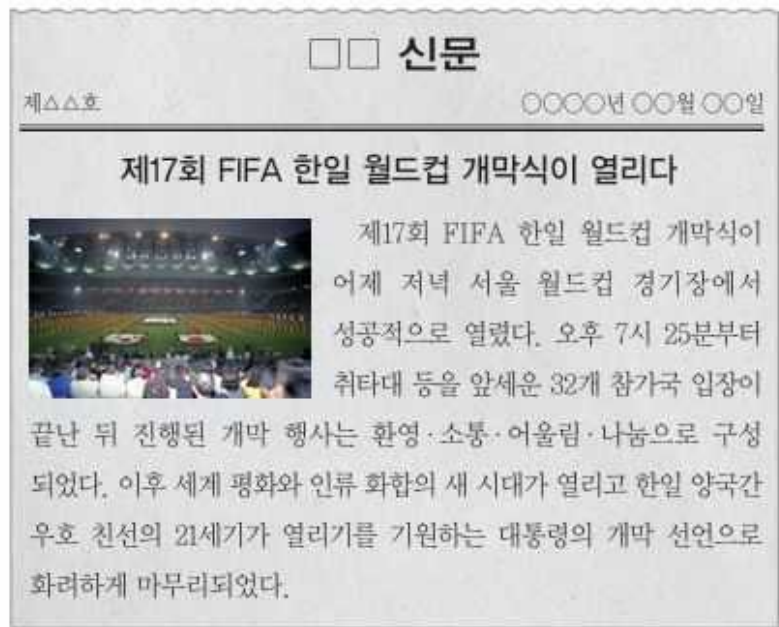 □□ 신문
제△△호 ○○○○년 ○○월 ○○일
제17회 FIFA 한일 월드컵 개막식이 열리다
제17회 FIFA 한일 월드컵 개막식이
어제 저녁 서울 월드컵 경기장에서
성공적으로 열렸다. 오후 7시 25분부터
취타대 등을 앞세운 32개 참가국 입장이
끝난 뒤 진행된 개막 행사는 환영·소통·어울림·나눔으로 구성
되었다. 이후 세계 평화와 인류 화합의 새 시대가 열리고 한일 양국간
우호 친선의 21세기가 열리기를 기원하는 대통령의 개막 선언으로
화려하게 마무리되었다.